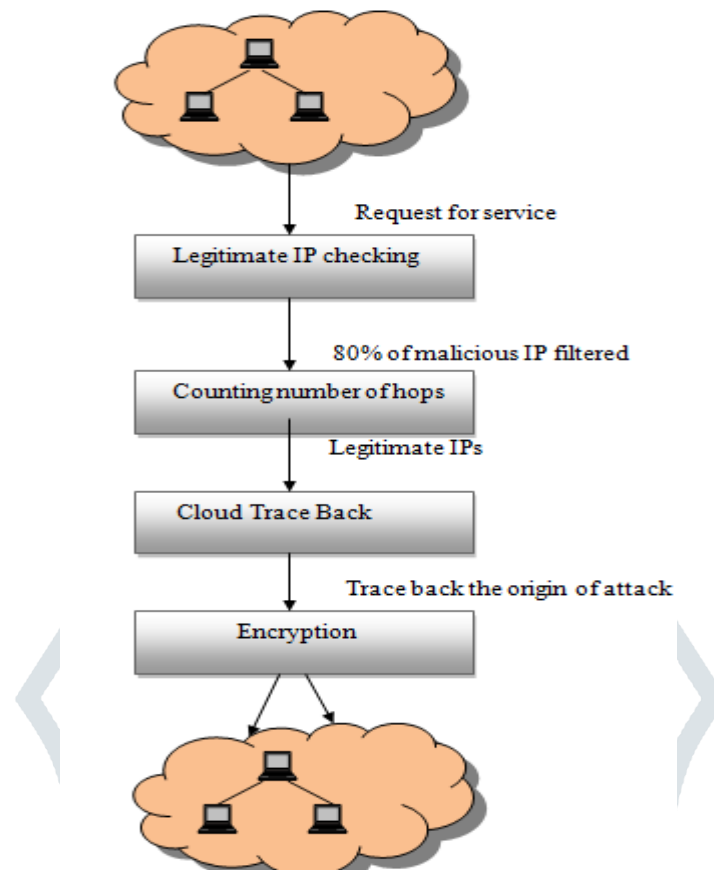 Request for service
Legitimate IP checking
80% of malicious IP filtered
Counting number of hops
Legitimate IPs
Cloud Trace Back
Trace back the origin of attack
Encryption